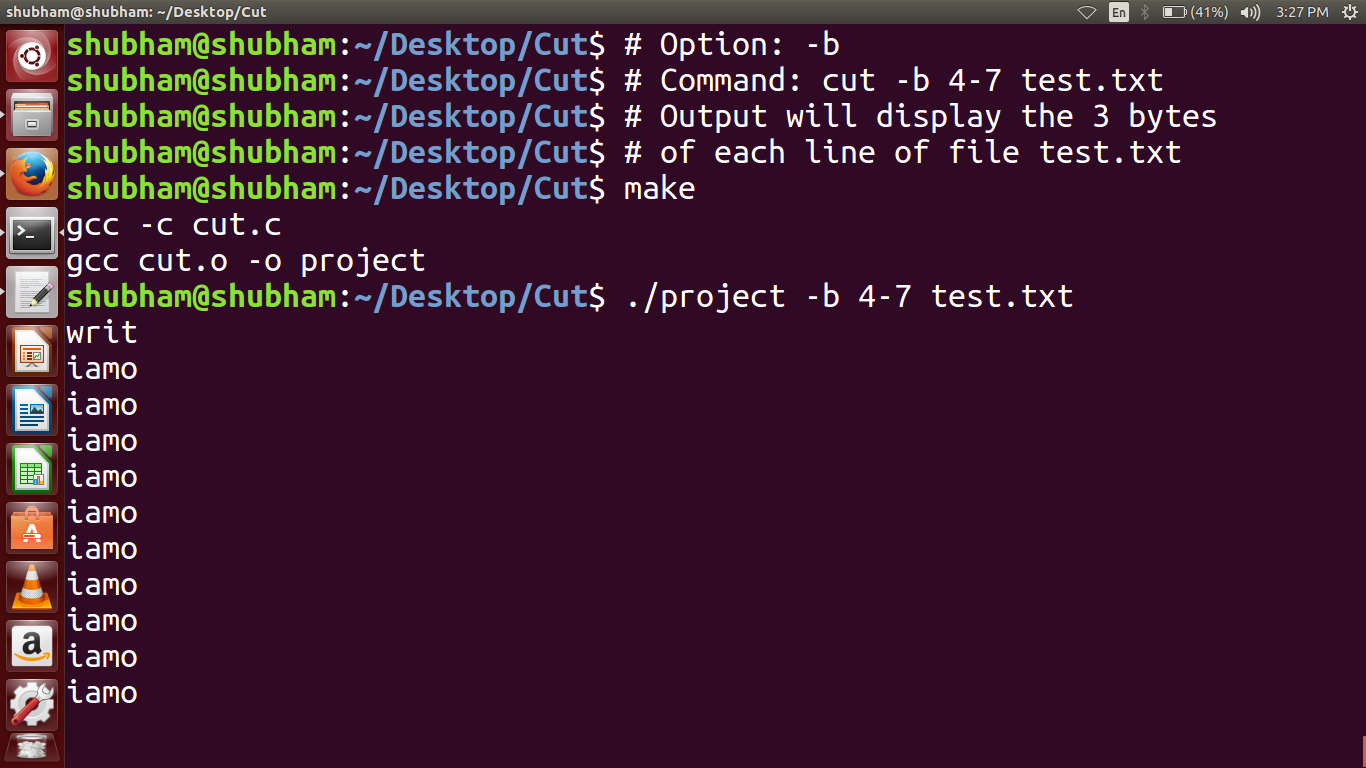 shubham@shubham: ~/Desktop/Cut
En
(41%)
3:27 PM
shubham@shubham:~/Desktop/Cut$ # Option: -b
shubham@shubham:~/Desktop/Cut$ # Command: cut -b 4-7 test.txt
shubham@shubham:~/Desktop/Cut$ # Output will display the 3 bytes
shubham@shubham:~/Desktop/Cut$ # of each line of file test.txt
shubham@shubham:~/Desktop/Cut$ make
gcc -c cut.c
gcc cut.o -o project
shubham@shubham:~/Desktop/Cut$ ./project -b 4-7 test.txt
writ
iamo
iamo
iamo
iamo
iamo
iamo
iamo
iamo
iamo
iamo